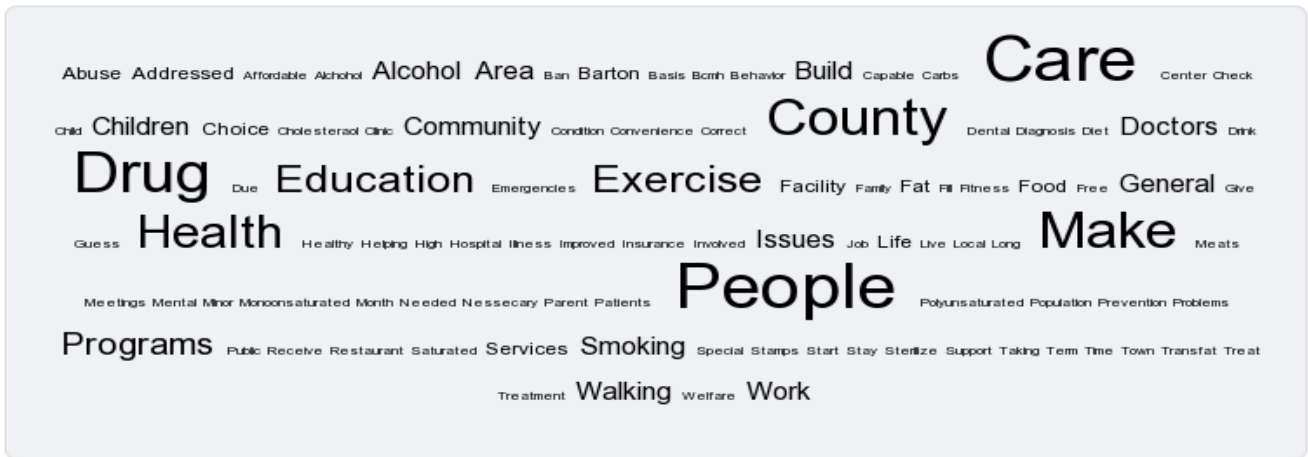 Abuse Addressed Affordable Alchohol Alcohol Area Ban Barton Basis Bcmh Behavior Build Capable Carbs Care Center Check
Child Children Choice Cholesteraol Clinic Community Condition Convenience Correct County Dental Diagnosis Diet Doctors Drink
Drug Due Education Emergencies Exercise Facility Family Fat Fill Fitness Food Free General Give
Guess Health Healthy Helping High Hospital Illness Improved Insurance Involved Issues Job Life Live Local Long Make Meats
Meetings Mental Minor Monoonsaturated Month Needed Nessecary Parent Patients People Polyunsaturated Population Prevention Problems
Programs Public Receive Restaurant Saturated Services Smoking Special Stamps Start Stay Sterilize Support Taking Term Time Town Transfat Treat
Treatment Walking Welfare Work